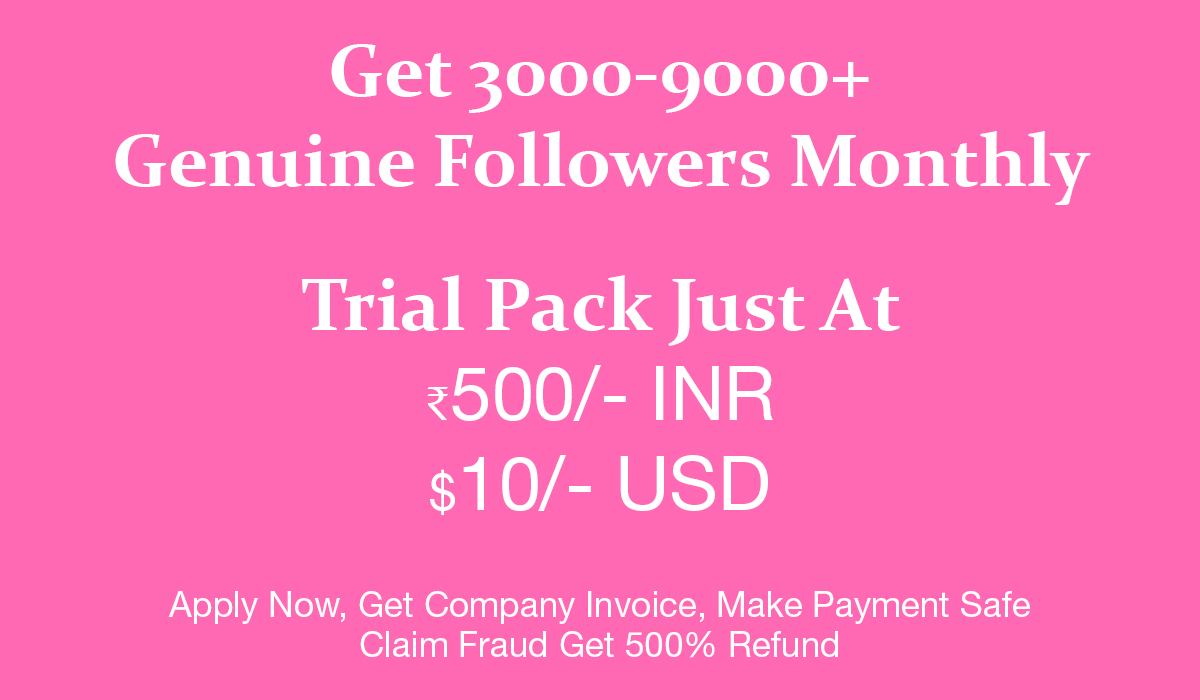 Get 3000-9000+
Genuine Followers Monthly
Trial Pack Just At
₹500/- INR
$10/- USD
Apply Now, Get Company Invoice, Make Payment Safe
Claim Fraud Get 500% Refund